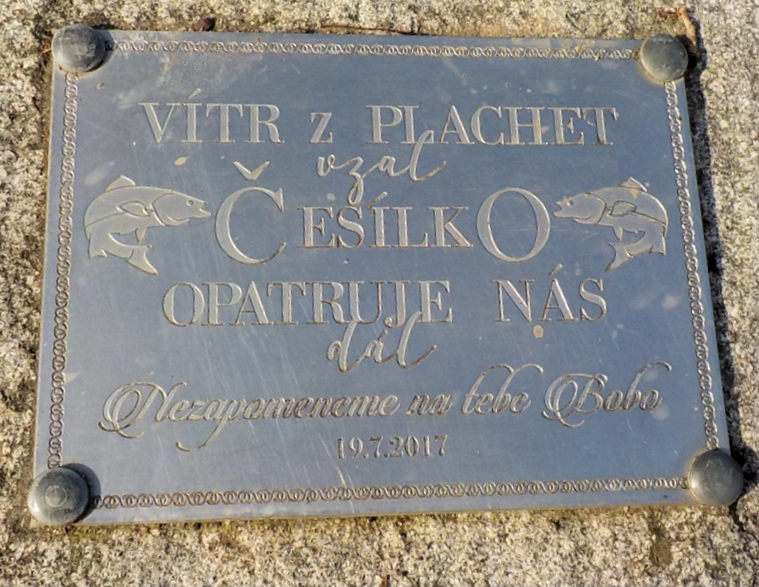 VÍTR z PLACHET
vzal
ČESÍLKO
OPATRUJE NÁS
dál
Nezapomeneme na tebe Bobo
19.7.2017